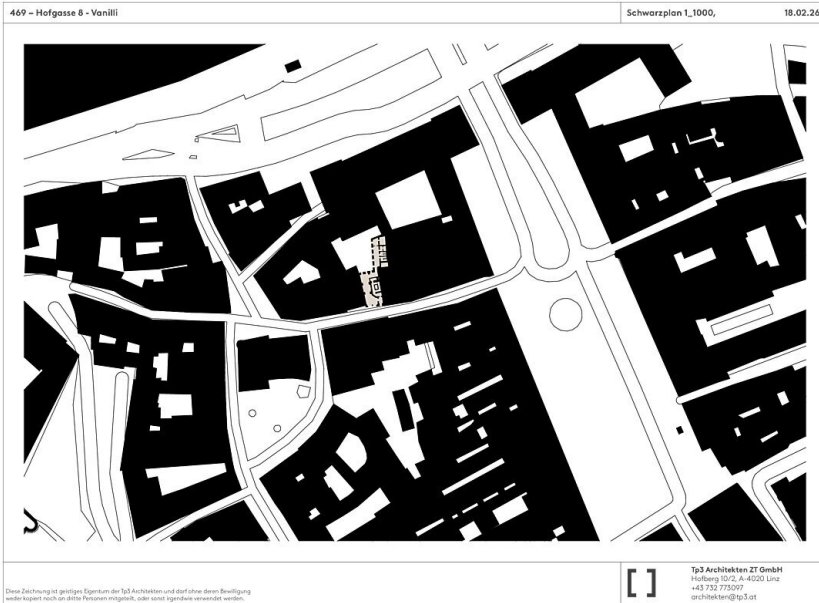 469 – Hofgasse 8 - Vanilli
Schwarzplan 1_1000,
18.02.26
Diese Zeichnung ist geistiges Eigentum der Tp3 Architekten und darf ohne deren Bewilligung
weder kopiert noch an dritte Personen mitgeteilt, oder sonst irgendwie verwendet werden.
Tp3 Architekten ZT GmbH
Hofberg 10/2, A-4020 Linz
+43 732 773097
architekten@tp3.at